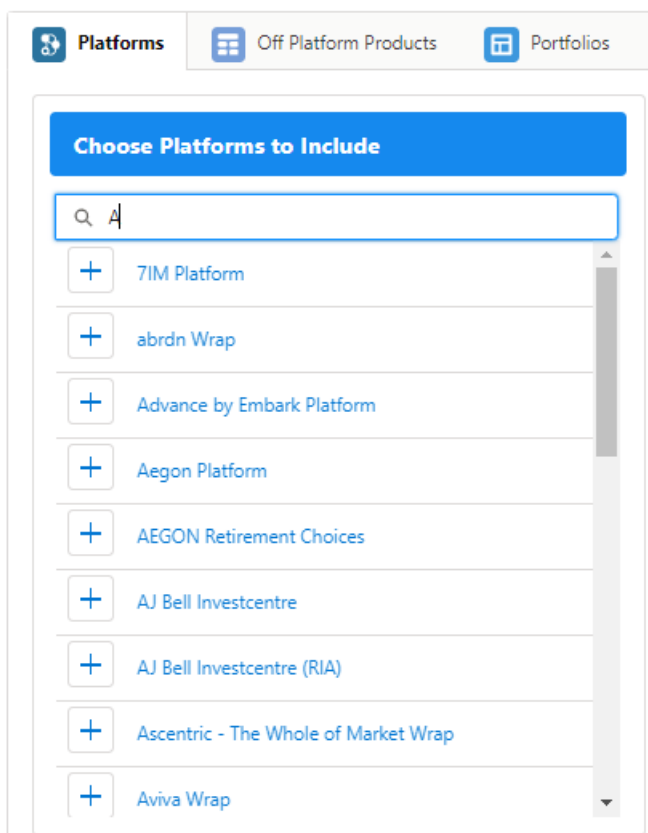 Platforms Off Platform Products Portfolios
Choose Platforms to Include
A
7IM Platform
abrdn Wrap
Advance by Embark Platform
Aegon Platform
AEGON Retirement Choices
AJ Bell Investcentre
AJ Bell Investcentre (RIA)
Ascentric - The Whole of Market Wrap
Aviva Wrap